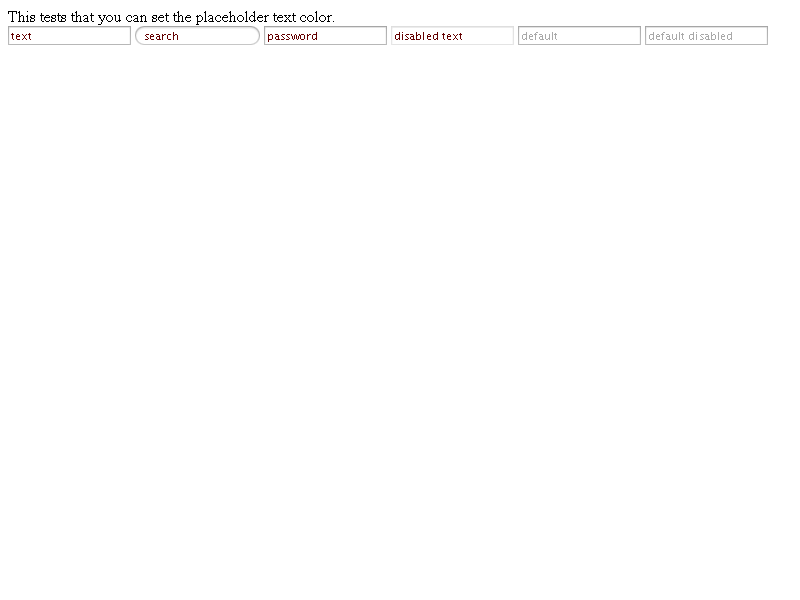 This tests that you can set the placeholder text color.
text search password disabled text default default disabled